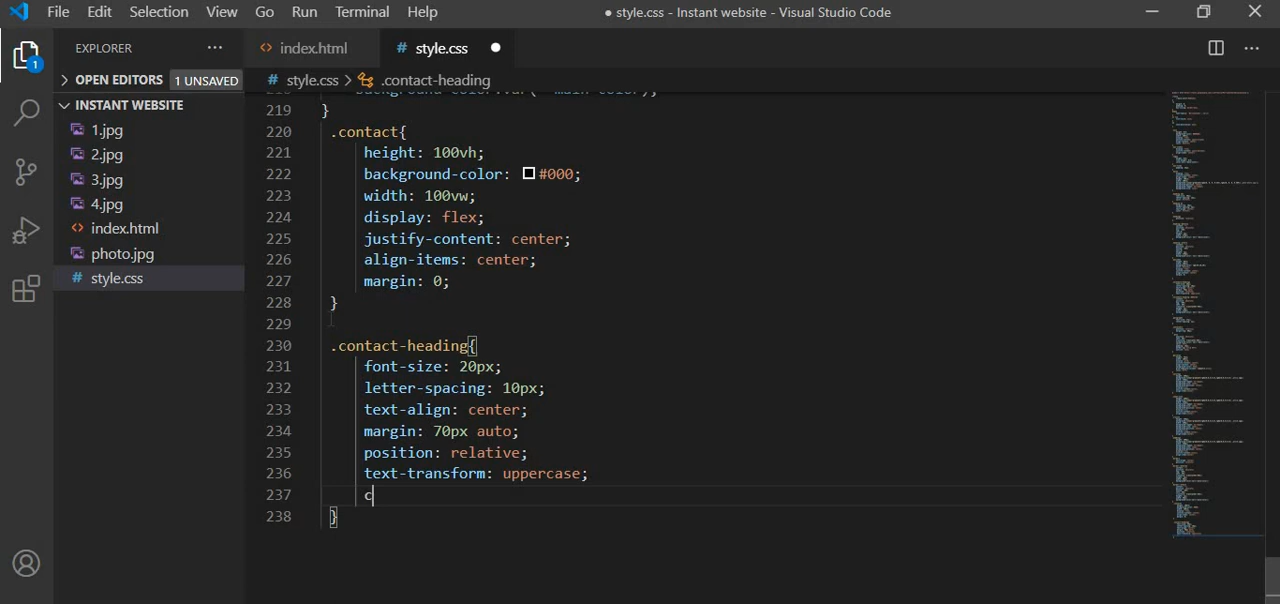 File Edit Selection View Go Run Terminal Help
● style.css - Instant website - Visual Studio Code
EXPLORER
index.html
# style.css
1
OPEN EDITORS 1 UNSAVED
# style.css > .contact-heading
INSTANT WEBSITE
1.jpg
2.jpg
3.jpg
4.jpg
index.html
photo.jpg
# style.css
219 }
220 .contact{
221 height: 100vh;
222 background-color: #000;
223 width: 100vw;
224 display: flex;
225 justify-content: center;
226 align-items: center;
227 margin: 0;
228 }
229
230 .contact-heading{
231 font-size: 20px;
232 letter-spacing: 10px;
233 text-align: center;
234 margin: 70px auto;
235 position: relative;
236 text-transform: uppercase;
237 c
238 }